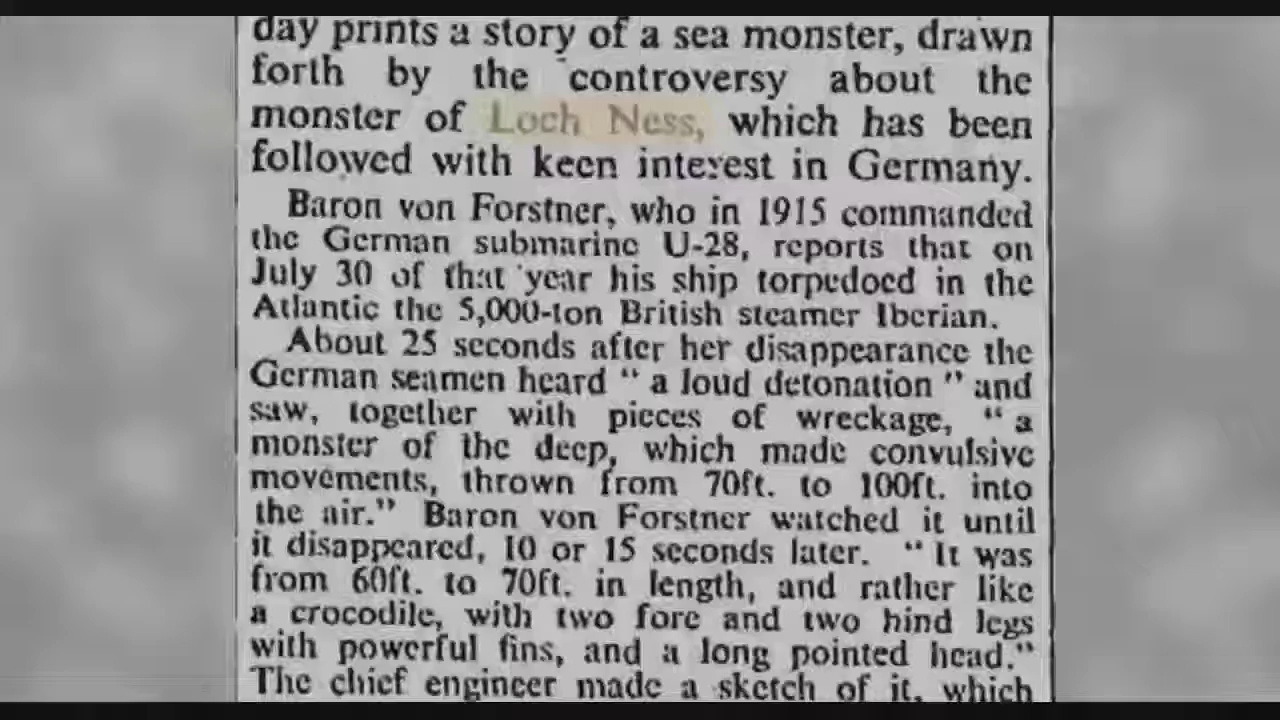 day prints a story of a sea monster, drawn
forth by the controversy about the
monster of Loch Ness, which has been
followed with keen interest in Germany.
Baron von Forstner, who in 1915 commanded
the German submarine U-28, reports that on
July 30 of that year his ship torpedoed in the
Atlantic the 5,000-ton British steamer Iberian.
About 25 seconds after her disappearance the
German seamen heard “ a loud detonation ” and
saw, together with pieces of wreckage, “ a
monster of the deep, which made convulsive
movements, thrown from 70ft. to 100ft. into
the air.” Baron von Forstner watched it until
it disappeared, 10 or 15 seconds later. “ It was
from 60ft. to 70ft. in length, and rather like
a crocodile, with two fore and two hind legs
with powerful fins, and a long pointed head.”
The chief engineer made a sketch of it, which